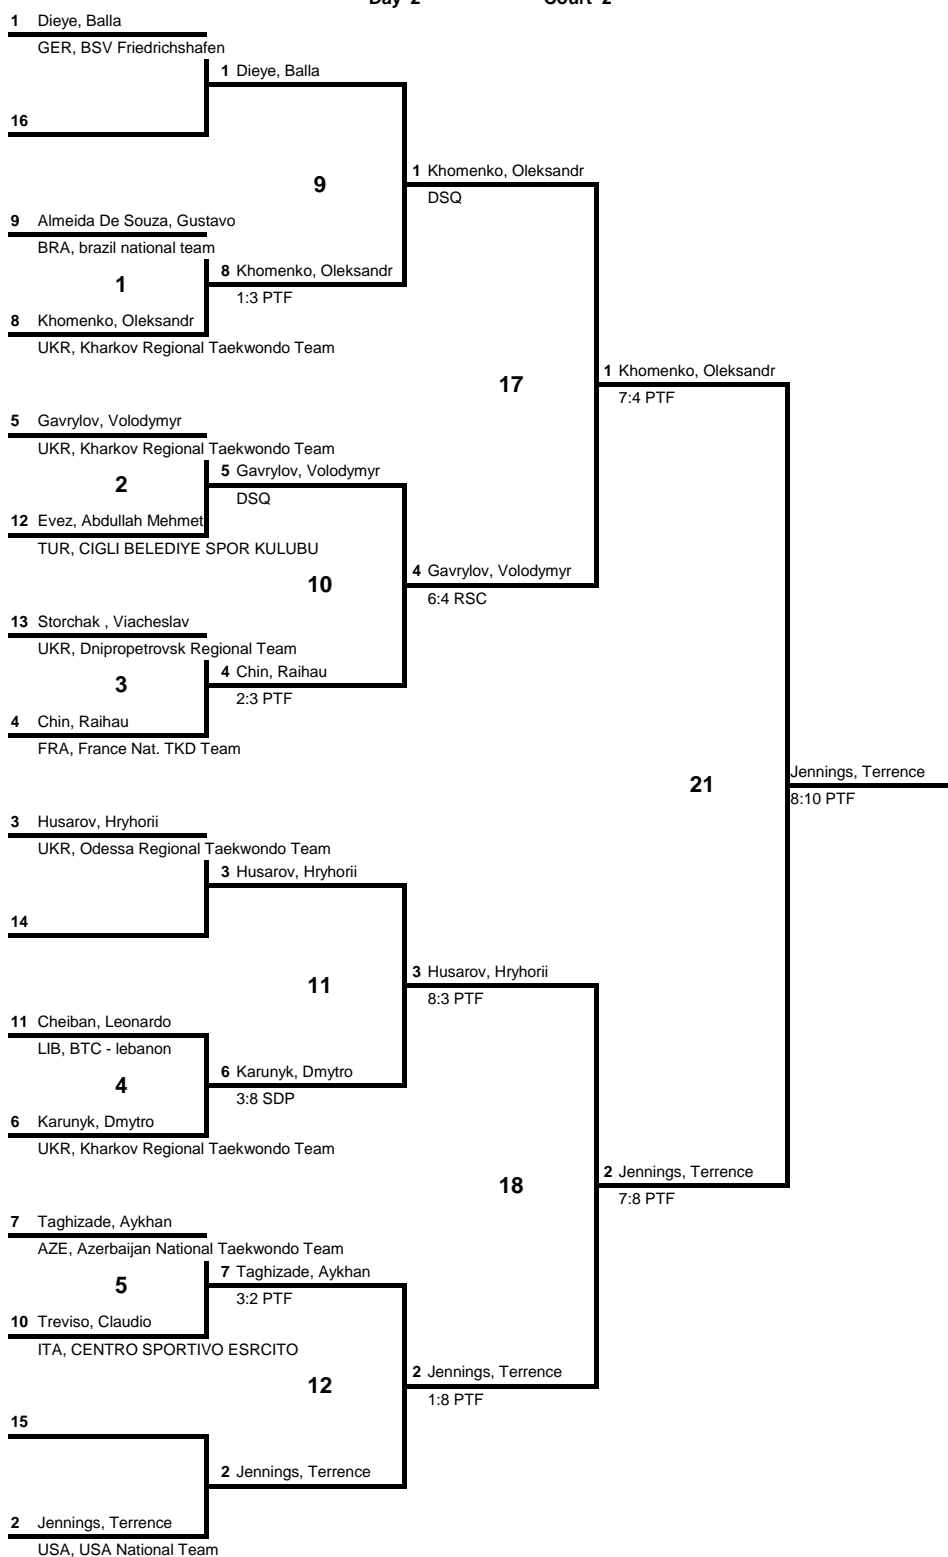 Day 2 Court 2
1 Dieye, Balla
GER, BSV Friedrichshafen
1 Dieye, Balla
16
9
1 Khomenko, Oleksandr
DSQ
9 Almeida De Souza, Gustavo
BRA, brazil national team
1
8 Khomenko, Oleksandr
1:3 PTF
8 Khomenko, Oleksandr
UKR, Kharkov Regional Taekwondo Team
17
1 Khomenko, Oleksandr
7:4 PTF
5 Gavrylov, Volodymyr
UKR, Kharkov Regional Taekwondo Team
2
5 Gavrylov, Volodymyr
DSQ
12 Evez, Abdullah Mehmet
TUR, CIGLI BELEDIYE SPOR KULUBU
10
4 Gavrylov, Volodymyr
6:4 RSC
13 Storchak , Viacheslav
UKR, Dnipropetrovsk Regional Team
3
4 Chin, Raihau
2:3 PTF
4 Chin, Raihau
FRA, France Nat. TKD Team
21
Jennings, Terrence
8:10 PTF
3 Husarov, Hryhorii
UKR, Odessa Regional Taekwondo Team
3 Husarov, Hryhorii
14
11
3 Husarov, Hryhorii
8:3 PTF
11 Cheiban, Leonardo
LIB, BTC - lebanon
4
6 Karunyk, Dmytro
3:8 SDP
6 Karunyk, Dmytro
UKR, Kharkov Regional Taekwondo Team
18
2 Jennings, Terrence
7:8 PTF
7 Taghizade, Aykhan
AZE, Azerbaijan National Taekwondo Team
5
7 Taghizade, Aykhan
3:2 PTF
10 Treviso, Claudio
ITA, CENTRO SPORTIVO ESRCITO
12
2 Jennings, Terrence
1:8 PTF
15
2 Jennings, Terrence
2 Jennings, Terrence
USA, USA National Team